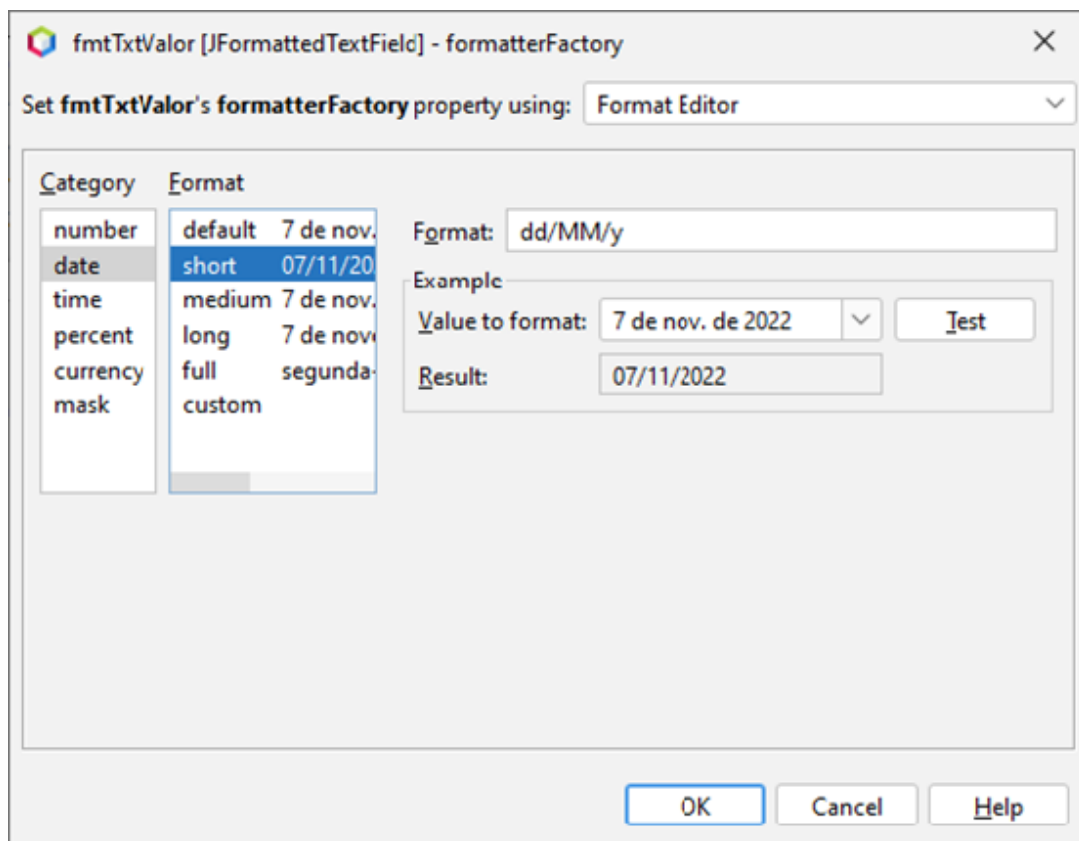 fmtTxtValor [JFormattedTextField] - formatterFactory
Set fmtTxtValor's formatterFactory property using: Format Editor
Category Format
number
date
time
percent
currency
mask
default 7 de nov.
short 07/11/20
medium 7 de nov.
long 7 de nov
full segunda-
custom
Format: dd/MM/y
Example
Value to format: 7 de nov. de 2022 Test
Result: 07/11/2022
OK Cancel Help